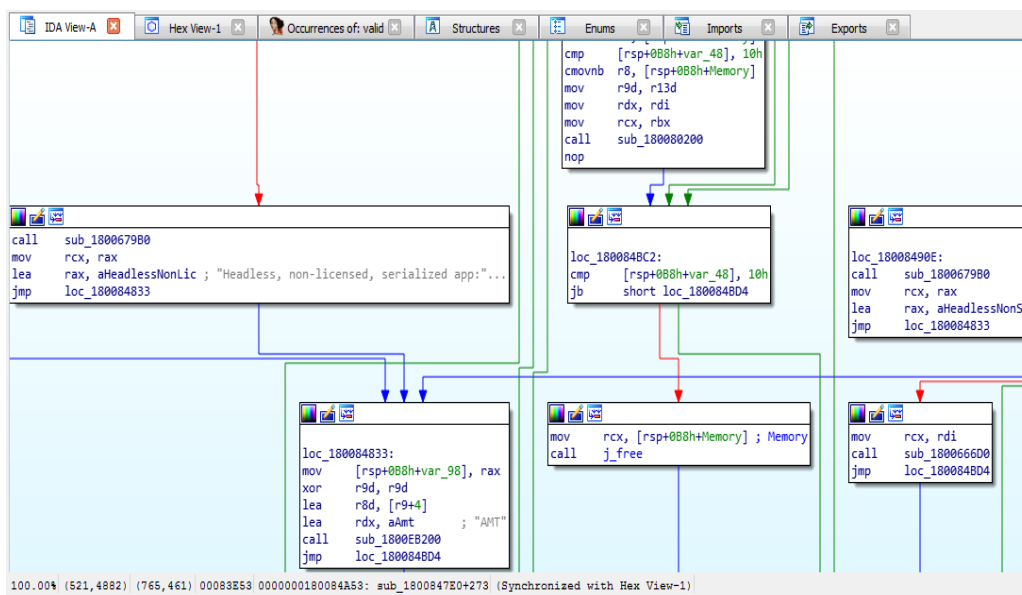 IDA View-A
Hex View-1
Occurrences of: valid
Structures
Enums
Imports
Exports
cmp [rsp+0B8h+var_48], 10h
cmovnb r8, [rsp+0B8h+Memory]
mov r9d, r13d
mov rdx, rdi
mov rcx, rbx
call sub_180080200
nop
call sub_1800679B0
mov rcx, rax
lea rax, aHeadlessNonLic ; "Headless, non-licensed, serialized app:"...
jmp loc_180084833
loc_180084BC2:
cmp [rsp+0B8h+var_48], 10h
jb short loc_180084BD4
loc_18008490E:
call sub_1800679B0
mov rcx, rax
lea rax, aHeadlessNonS
jmp loc_180084833
loc_180084833:
mov [rsp+0B8h+var_98], rax
xor r9d, r9d
lea r8d, [r9+4]
lea rdx, aAmt ; "AMT"
call sub_1800EB200
jmp loc_180084BD4
mov rcx, [rsp+0B8h+Memory] ; Memory
call j_free
mov rcx, rdi
call sub_1800666D0
jmp loc_180084BD4
100.00% (521,4882) (765,461) 00083E53 0000000180084A53: sub_1800847E0+273 (Synchronized with Hex View-1)